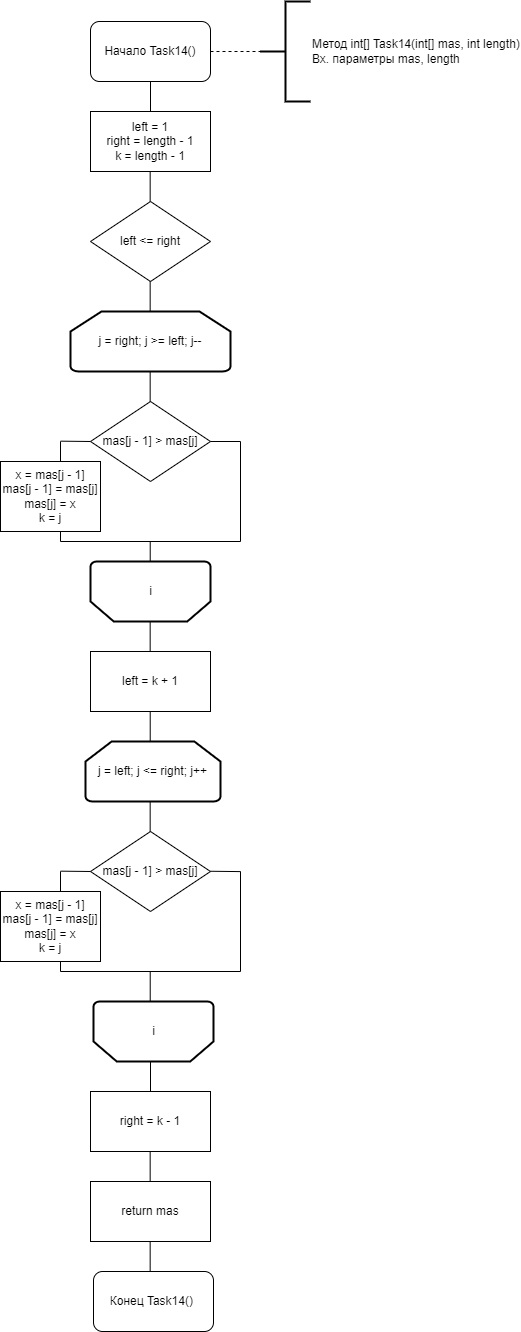 Начало Task14()
Метод int[] Task14(int[] mas, int length)
Вх. параметры mas, length
left = 1
right = length - 1
k = length - 1
left <= right
j = right; j >= left; j--
mas[j - 1] > mas[j]
x = mas[j - 1]
mas[j - 1] = mas[j]
mas[j] = x
k = j
i
left = k + 1
j = left; j <= right; j++
mas[j - 1] > mas[j]
x = mas[j - 1]
mas[j - 1] = mas[j]
mas[j] = x
k = j
i
right = k - 1
return mas
Конец Task14()